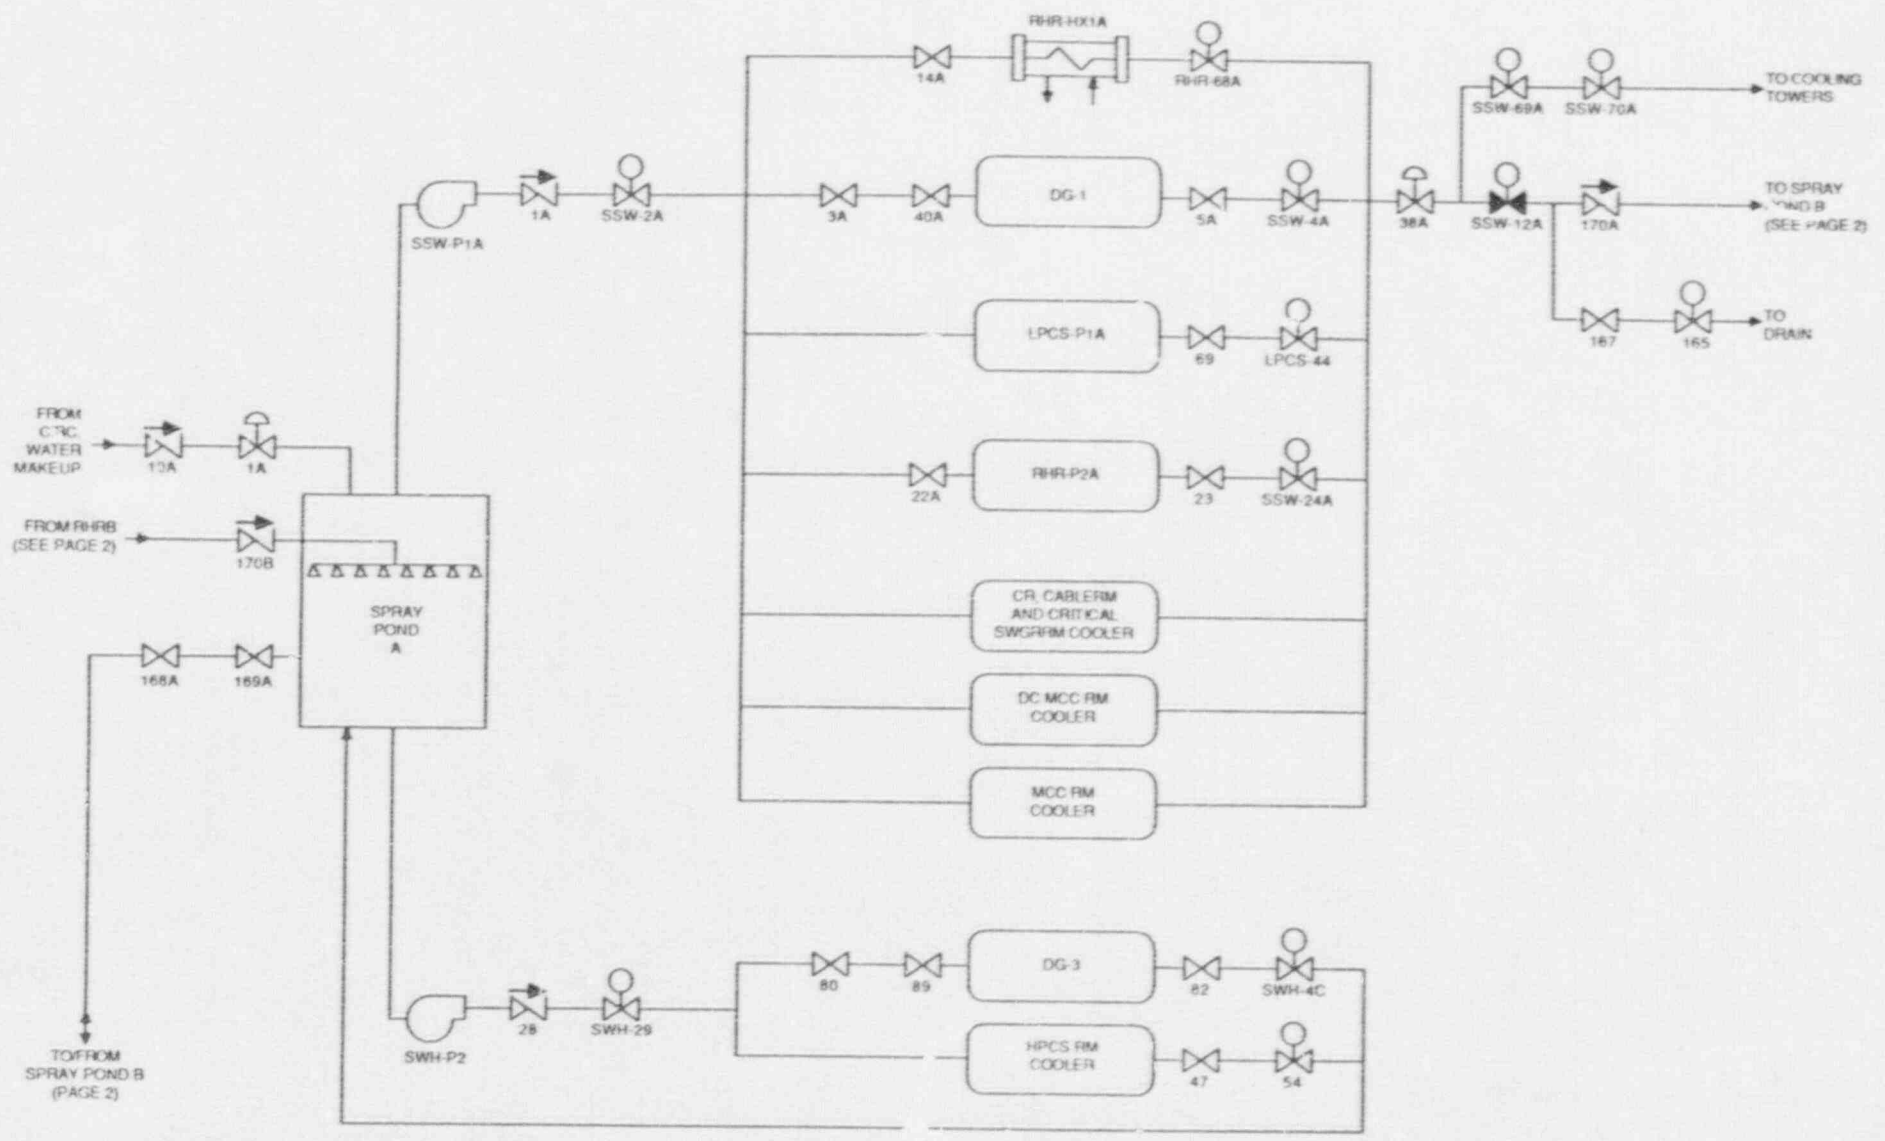 RHR-HX1A
14A
RHR-68A
SSW-69A
SSW-70A
TO COOLING
TOWERS
SSW-P1A
1A
SSW-2A
3A
40A
DG-1
5A
SSW-4A
38A
SSW-12A
170A
TO SPRAY
POND B
(SEE PAGE 2)
LPCS-P1A
69
LPCS-44
167
165
TO
DRAIN
FROM
CIRC.
WATER
MAKEUP
1A
22A
RHR-P2A
23
SSW-24A
FROM RHRB
(SEE PAGE 2)
170B
SPRAY
POND
A
CR, CABLERM
AND CRITICAL
SWGRRM COOLER
168A
169A
DC MCC RM
COOLER
MCC RM
COOLER
80
89
DG-3
82
SWH-4C
SWH-P2
28
SWH-29
HPCS RM
COOLER
47
54
TO/FROM
SPRAY POND B
(PAGE 2)